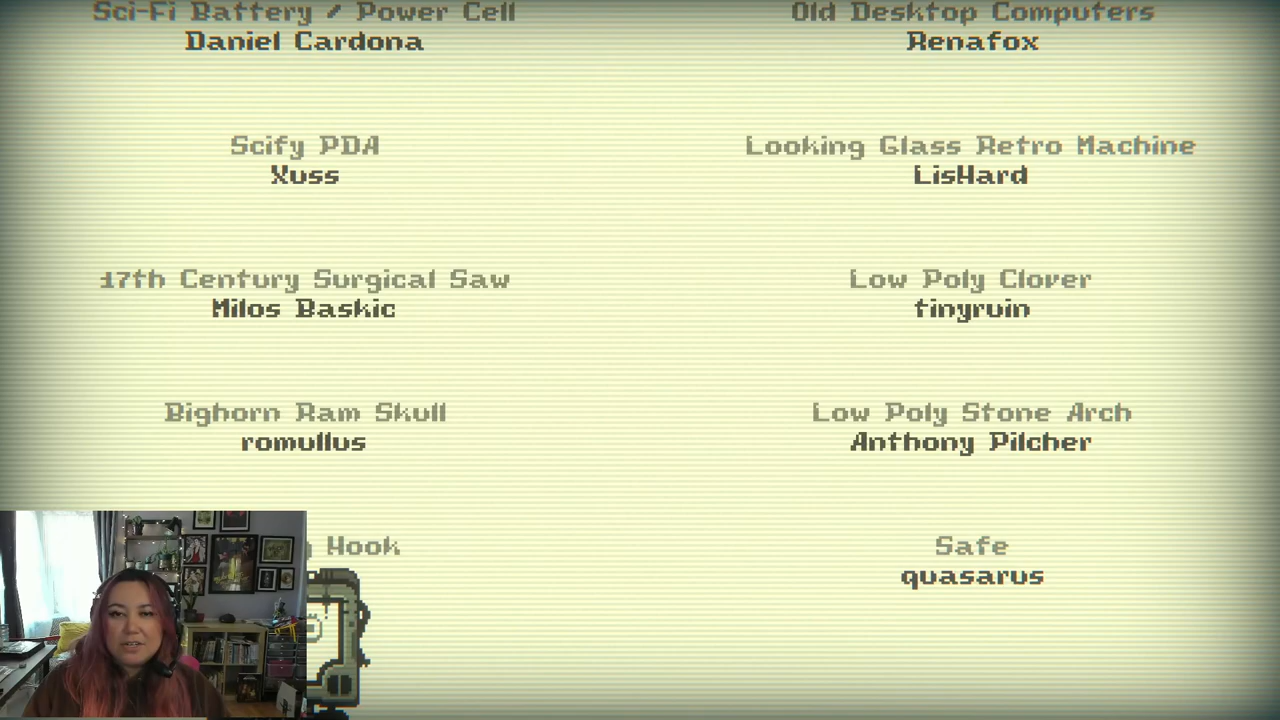 Sci-Fi Battery / Power Cell
Daniel Cardona
Scify PDA
Xuss
17th Century Surgical Saw
Milos Baskic
Bighorn Ram Skull
romullus
Hook
Old Desktop Computers
Renafox
Looking Glass Retro Machine
LisHard
Low Poly Clover
tinyruin
Low Poly Stone Arch
Anthony Pilcher
Safe
quasarus